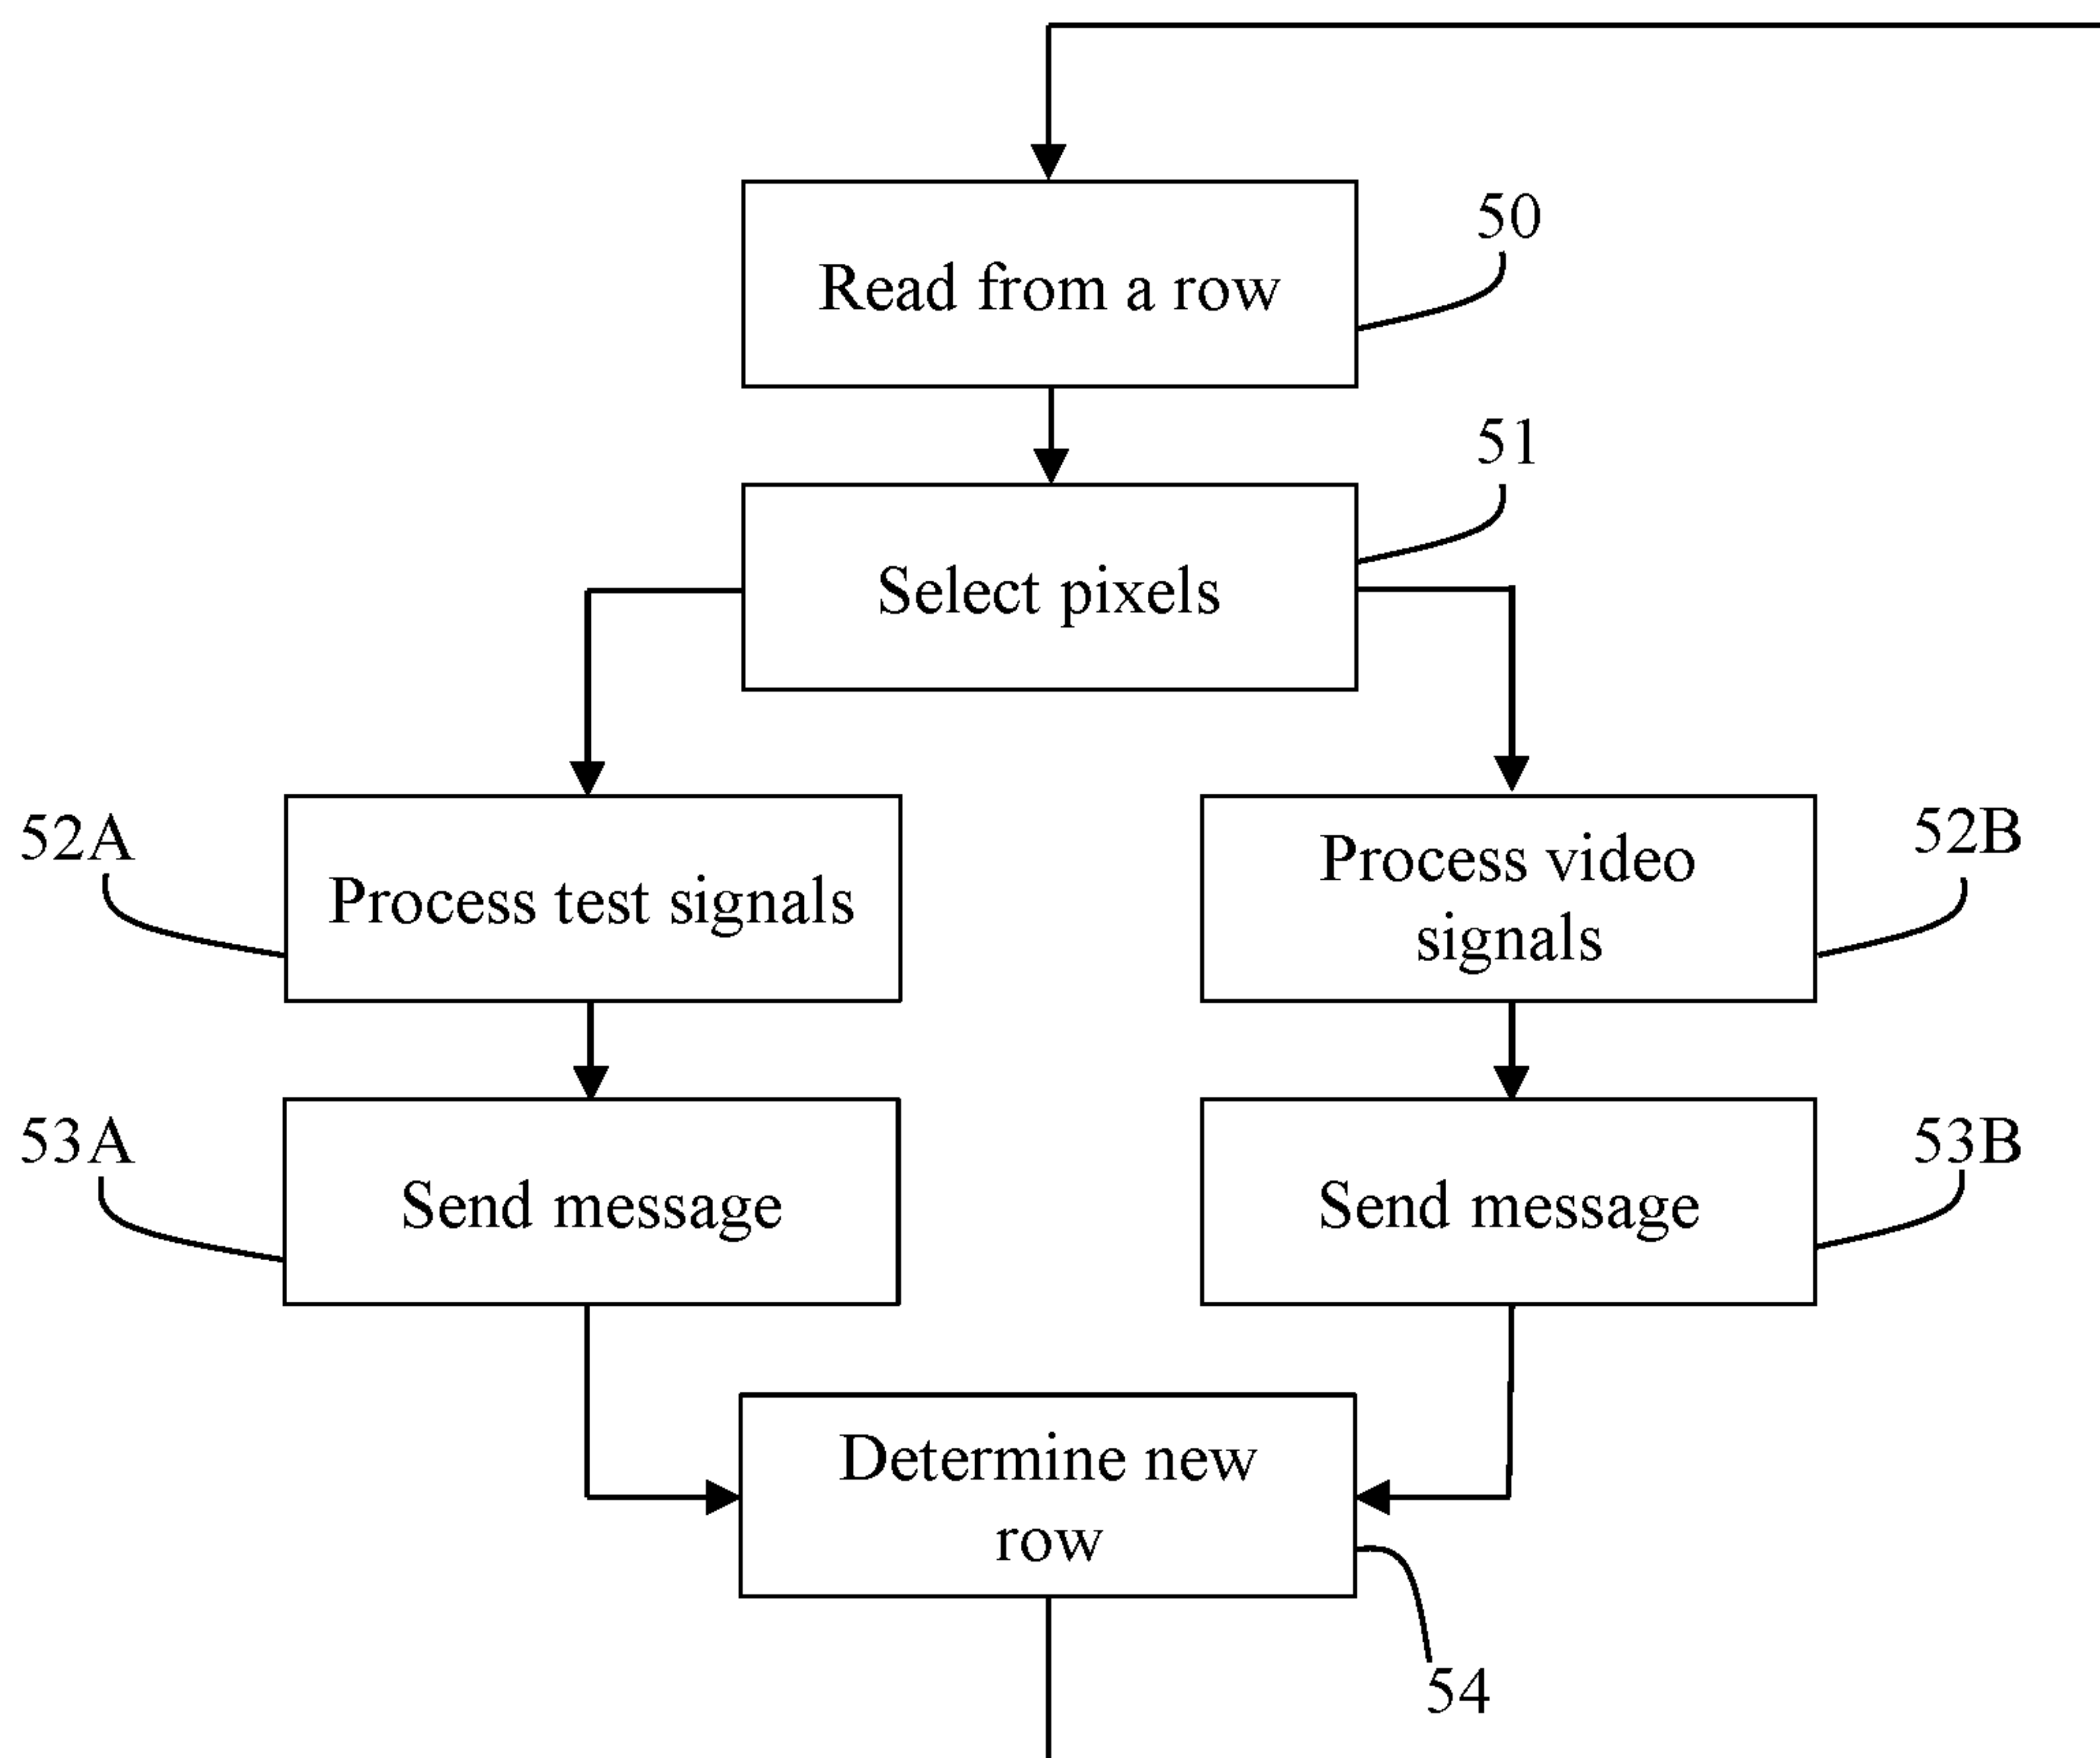 50
Read from a row
51
Select pixels
52A
Process test signals
Process video
signals
52B
53A
Send message
Send message
53B
Determine new
row
54